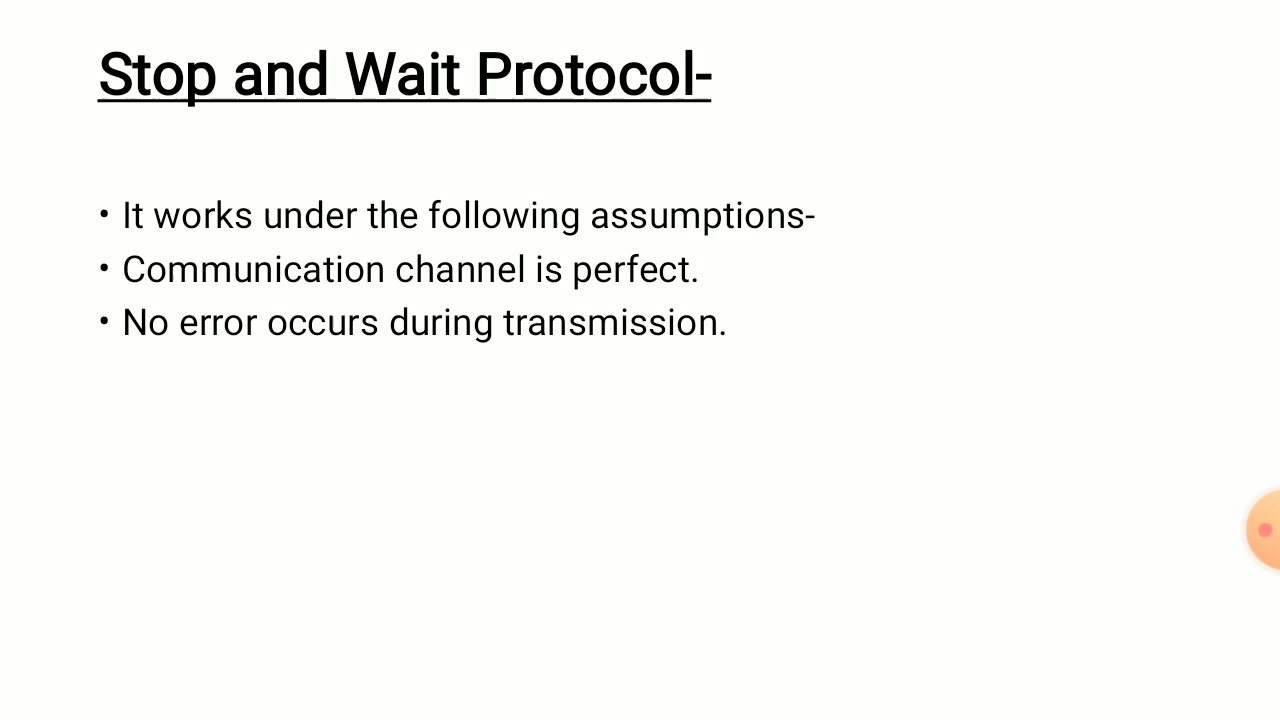 Stop and Wait Protocol-
• It works under the following assumptions-
• Communication channel is perfect.
• No error occurs during transmission.